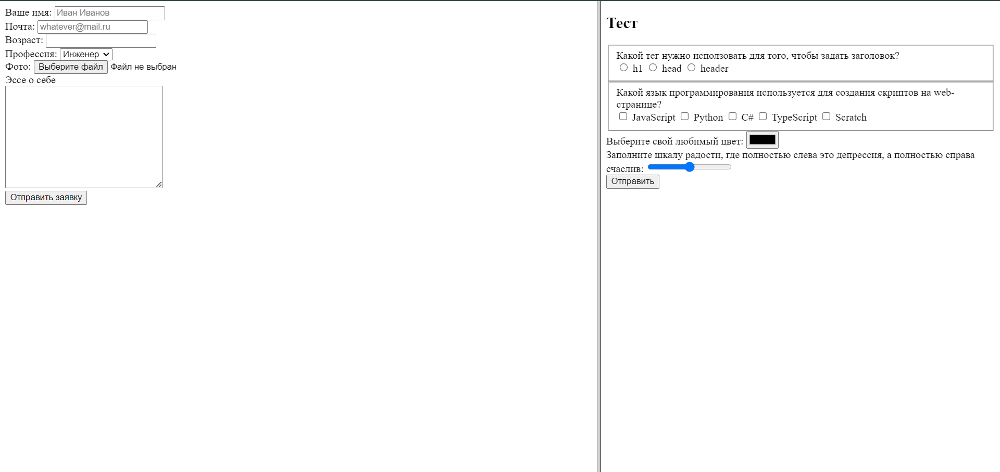 Ваше имя: Иван Иванов
Почта: whatever@mail.ru
Возраст:
Профессия: Инженер
Фото: Выберите файл Файл не выбран
Эссе о себе
Отправить заявку
Тест
Какой тег нужно исползовать для того, чтобы задать заголовок?
h1 head header
Какой язык программирования используется для создания скриптов на web-
странице?
JavaScript Python C# TypeScript Scratch
Выберите свой любимый цвет:
Заполните шкалу радости, где полностью слева это депрессия, а полностью справа
счаслив:
Отправить